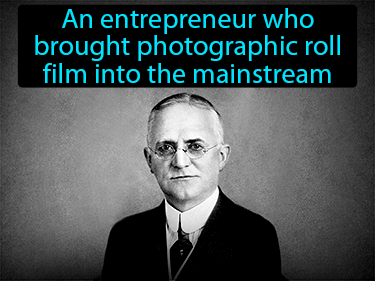 An entrepreneur who
brought photographic roll
film into the mainstream